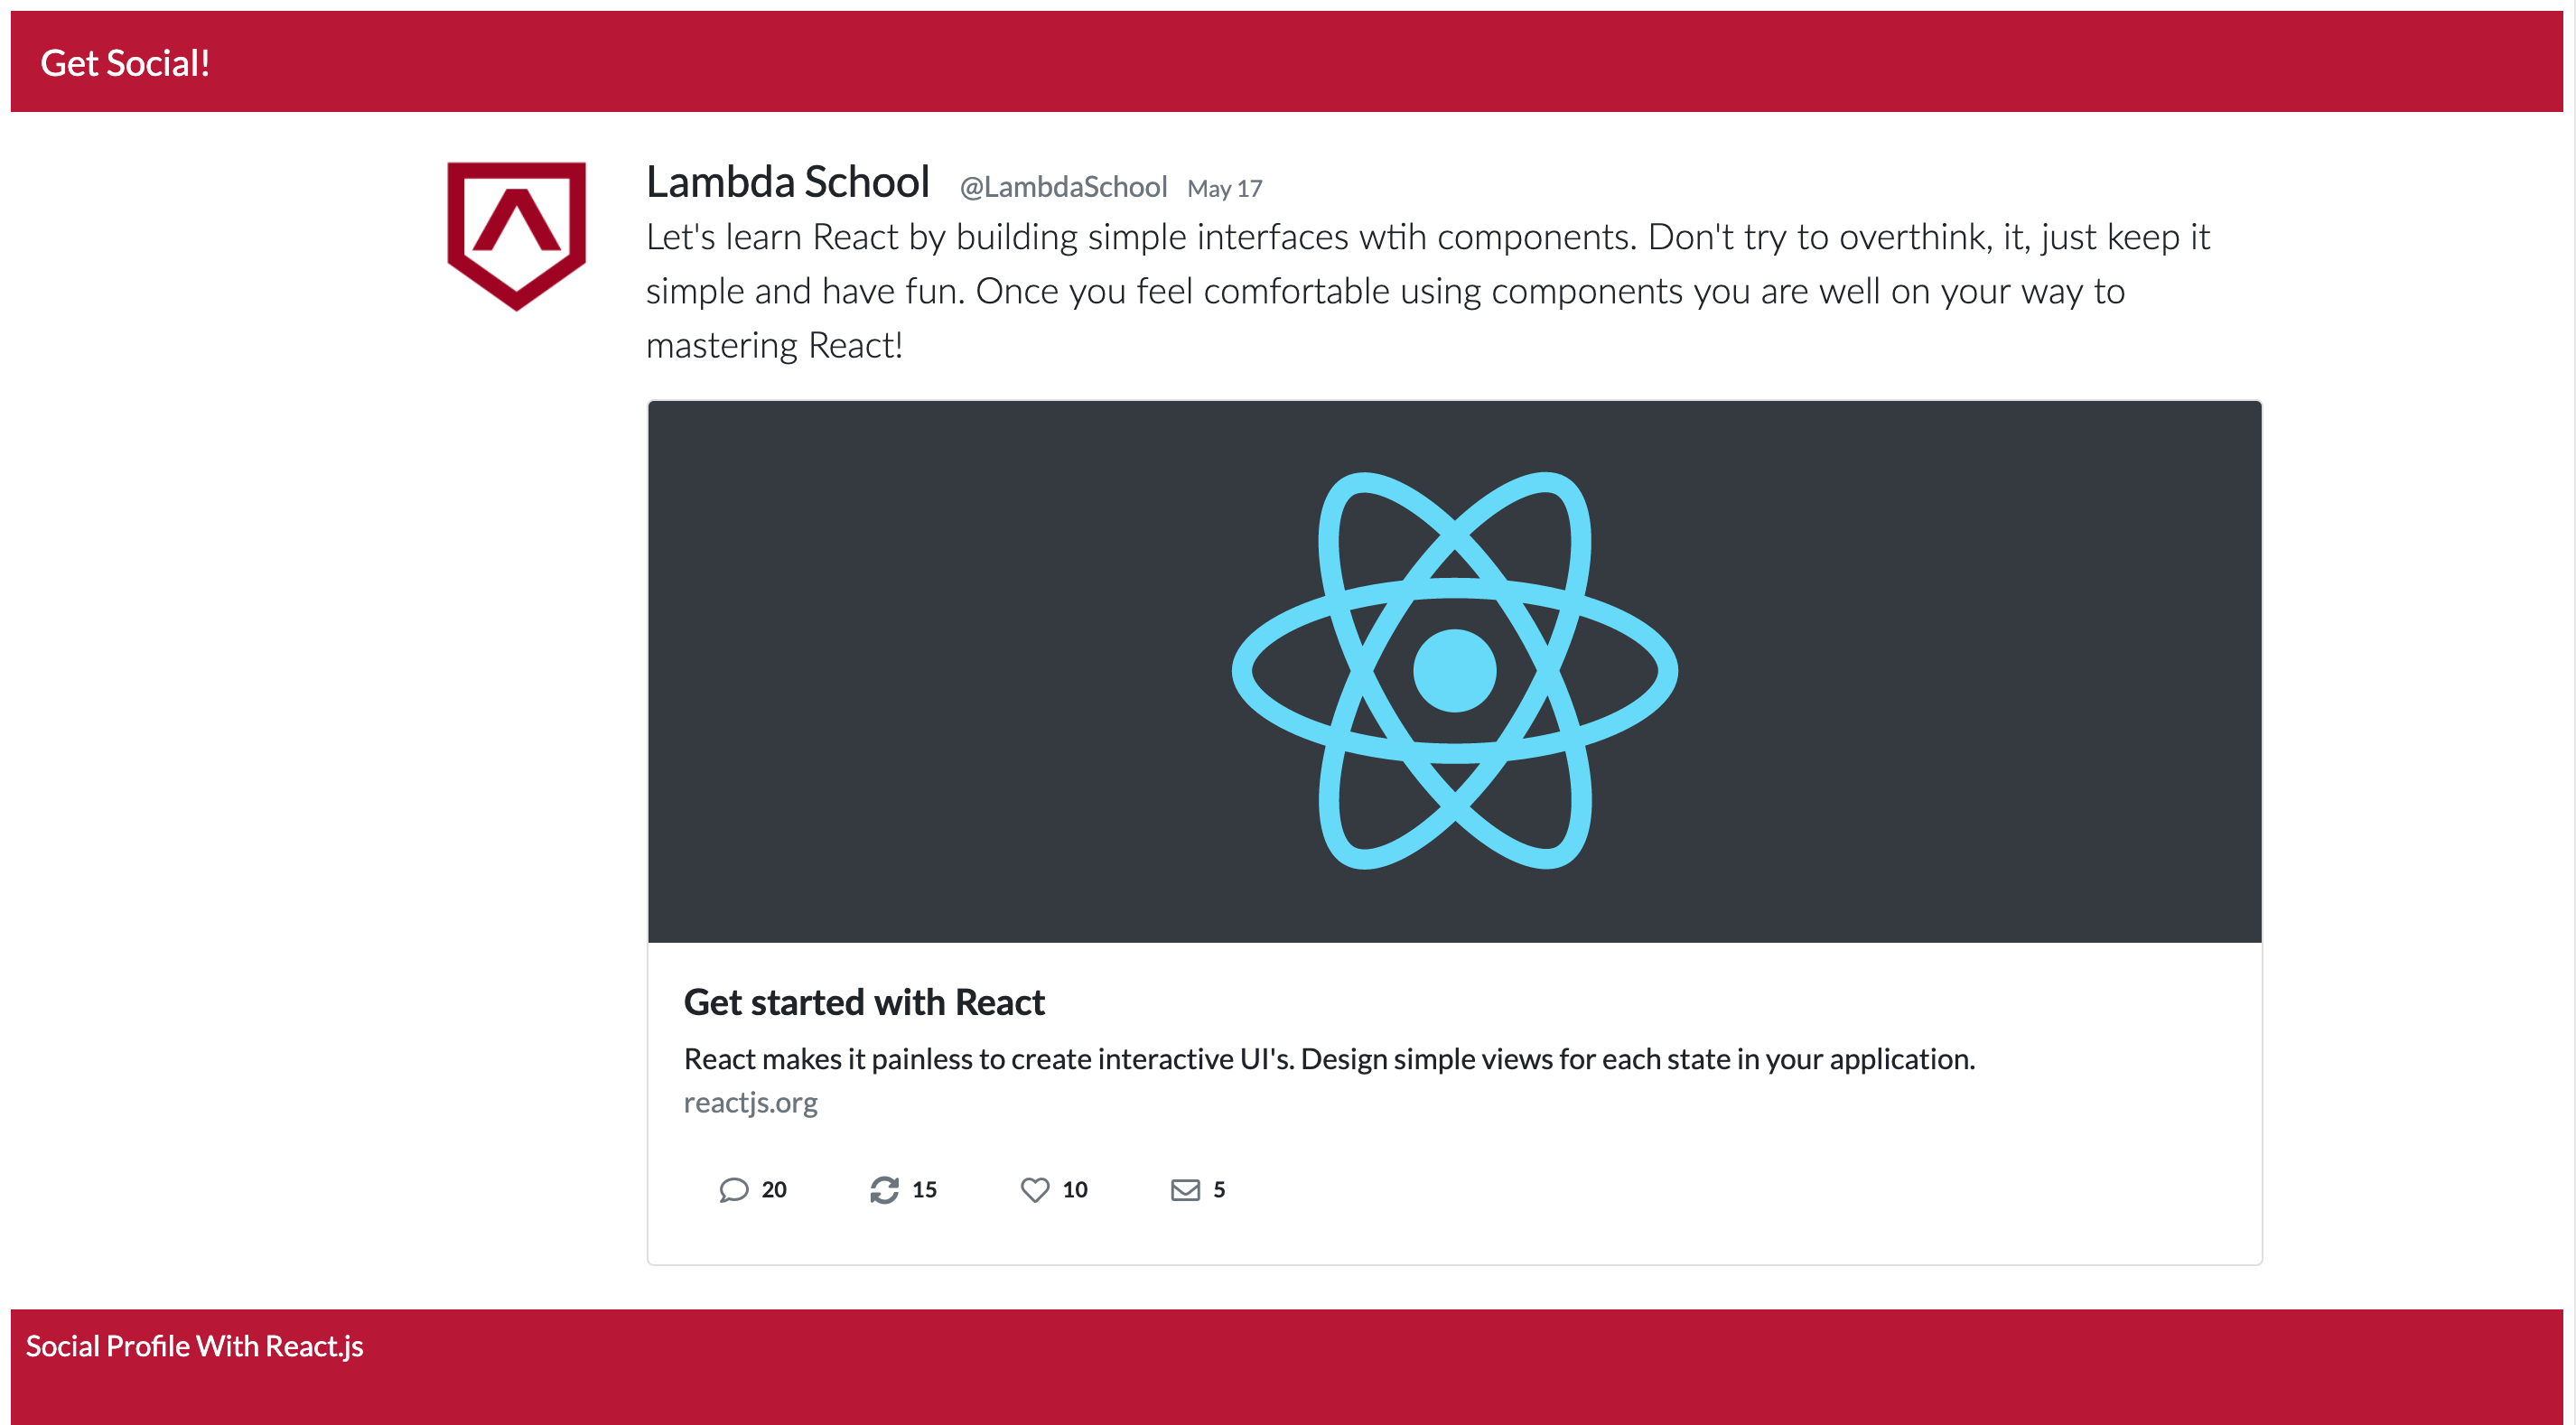 Get Social!
Lambda School @LambdaSchool May 17
Let's learn React by building simple interfaces wtih components. Don't try to overthink, it, just keep it
simple and have fun. Once you feel comfortable using components you are well on your way to
mastering React!
Get started with React
React makes it painless to create interactive UI's. Design simple views for each state in your application.
reactjs.org
20 15 10 5
Social Profile With React.js